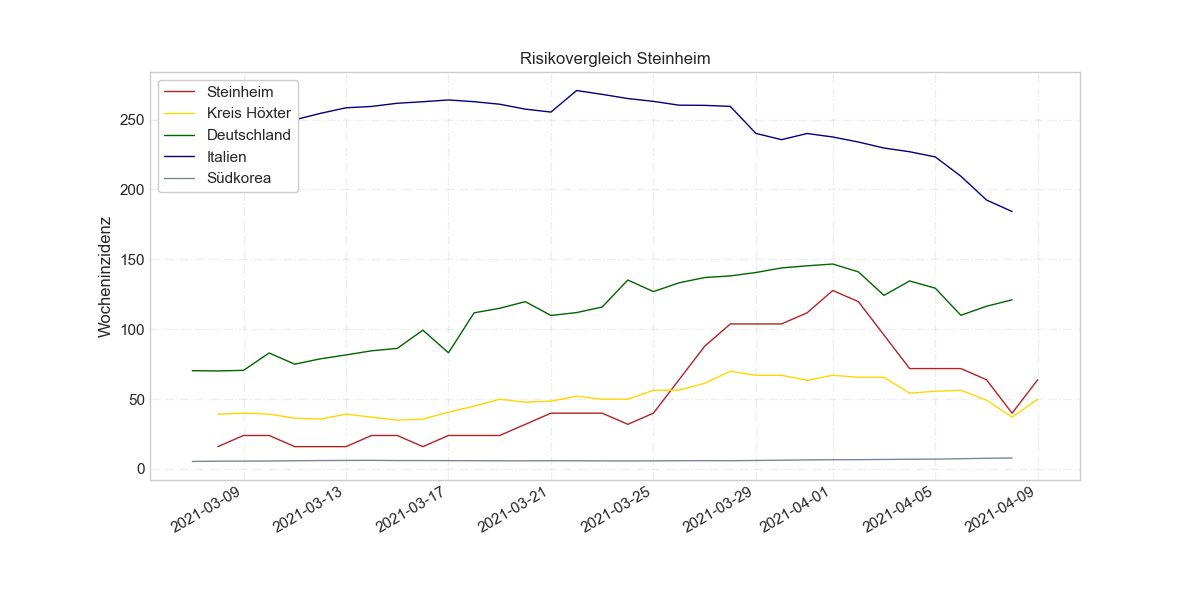 Risikovergleich Steinheim
Steinheim
Kreis Höxter
Deutschland
Italien
Südkorea
Wocheninzidenz
250
200
150
100
50
0
2021-03-09
2021-03-13
2021-03-17
2021-03-21
2021-03-25
2021-03-29
2021-04-01
2021-04-05
2021-04-09